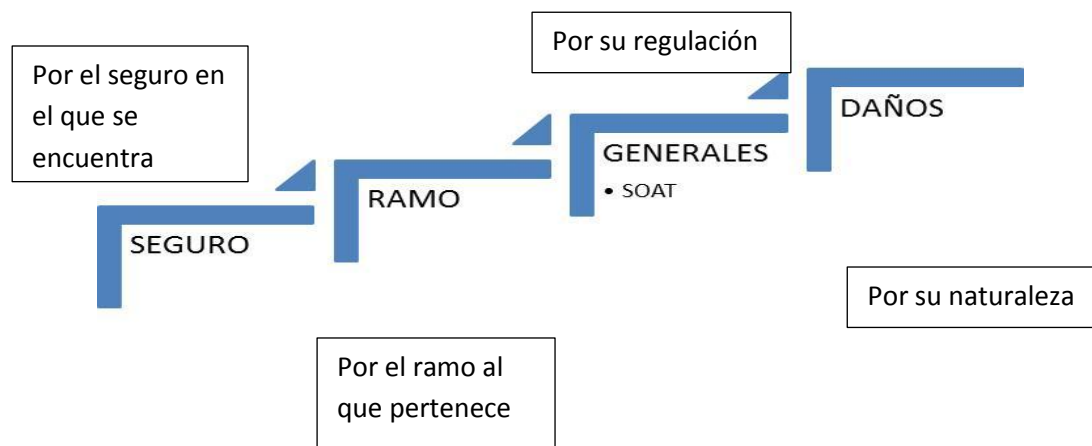 Por su regulación
Por el seguro en
el que se
encuentra
DAÑOS
GENERALES
• SOAT
RAMO
SEGURO
Por su naturaleza
Por el ramo al
que pertenece